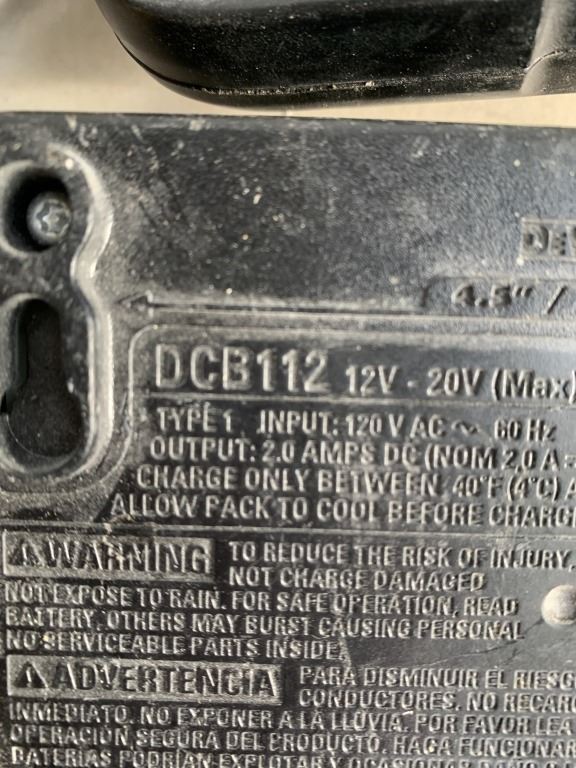 4.5" /
DCB112 12V - 20V (Max)
TYPE 1 INPUT: 120 V AC ~ 60 Hz
OUTPUT: 2.0 AMPS DC (NOM 2,0 A
CHARGE ONLY BETWEEN 40°F (4°C) A
ALLOW PACK TO COOL BEFORE CHARG
⚠ WARNING TO REDUCE THE RISK OF INJURY,
NOT CHARGE DAMAGED
NOT EXPOSE TO RAIN. FOR SAFE OPERATION, READ
BATTERY, OTHERS MAY BURST CAUSING PERSONAL
NO SERVICEABLE PARTS INSIDE
⚠ ADVERTENCIA PARA DISMINUIR EL RIESG
CONDUCTORES. NO RECAR
INMEDIATO. NO EXPONER A LA LLUVIA. POR FAVOR LEA
OPERACIÓN SEGURA DEL PRODUCTO. HAGA FUNCIONAR
BATERÍAS PODRÍAN EXPLOTAR Y OCASIONAR